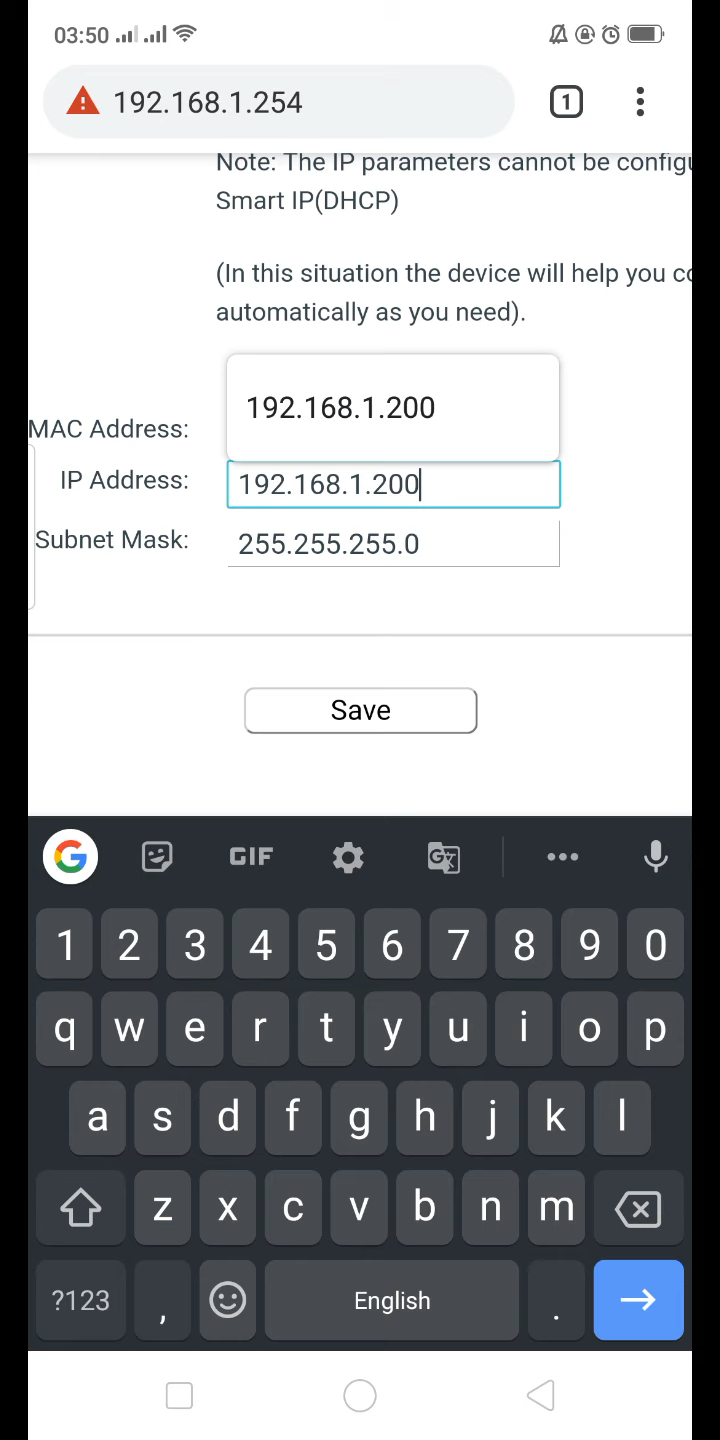 03:50
192.168.1.254
1
Note: The IP parameters cannot be configu
Smart IP(DHCP)
(In this situation the device will help you co
automatically as you need).
192.168.1.200
MAC Address:
IP Address: 192.168.1.200
Subnet Mask: 255.255.255.0
Save
G GIF G文
1 2 3 4 5 6 7 8 9 0
q w e r t y u i o p
a s d f g h j k l
z x c v b n m
?123 , English .